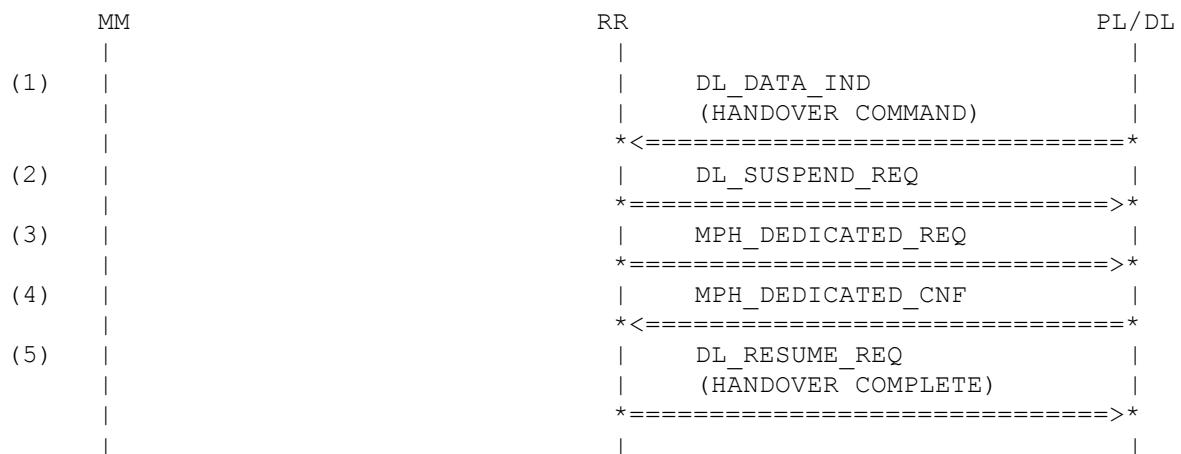 MM RR PL/DL
| | |
(1) | | DL_DATA_IND |
| | (HANDOVER COMMAND) |
| *<==============================*
(2) | | DL_SUSPEND_REQ |
| *==============================>*
(3) | | MPH_DEDICATED_REQ |
| *==============================>*
(4) | | MPH_DEDICATED_CNF |
| *<==============================*
(5) | | DL_RESUME_REQ |
| | (HANDOVER COMPLETE) |
| *==============================>*
| | |